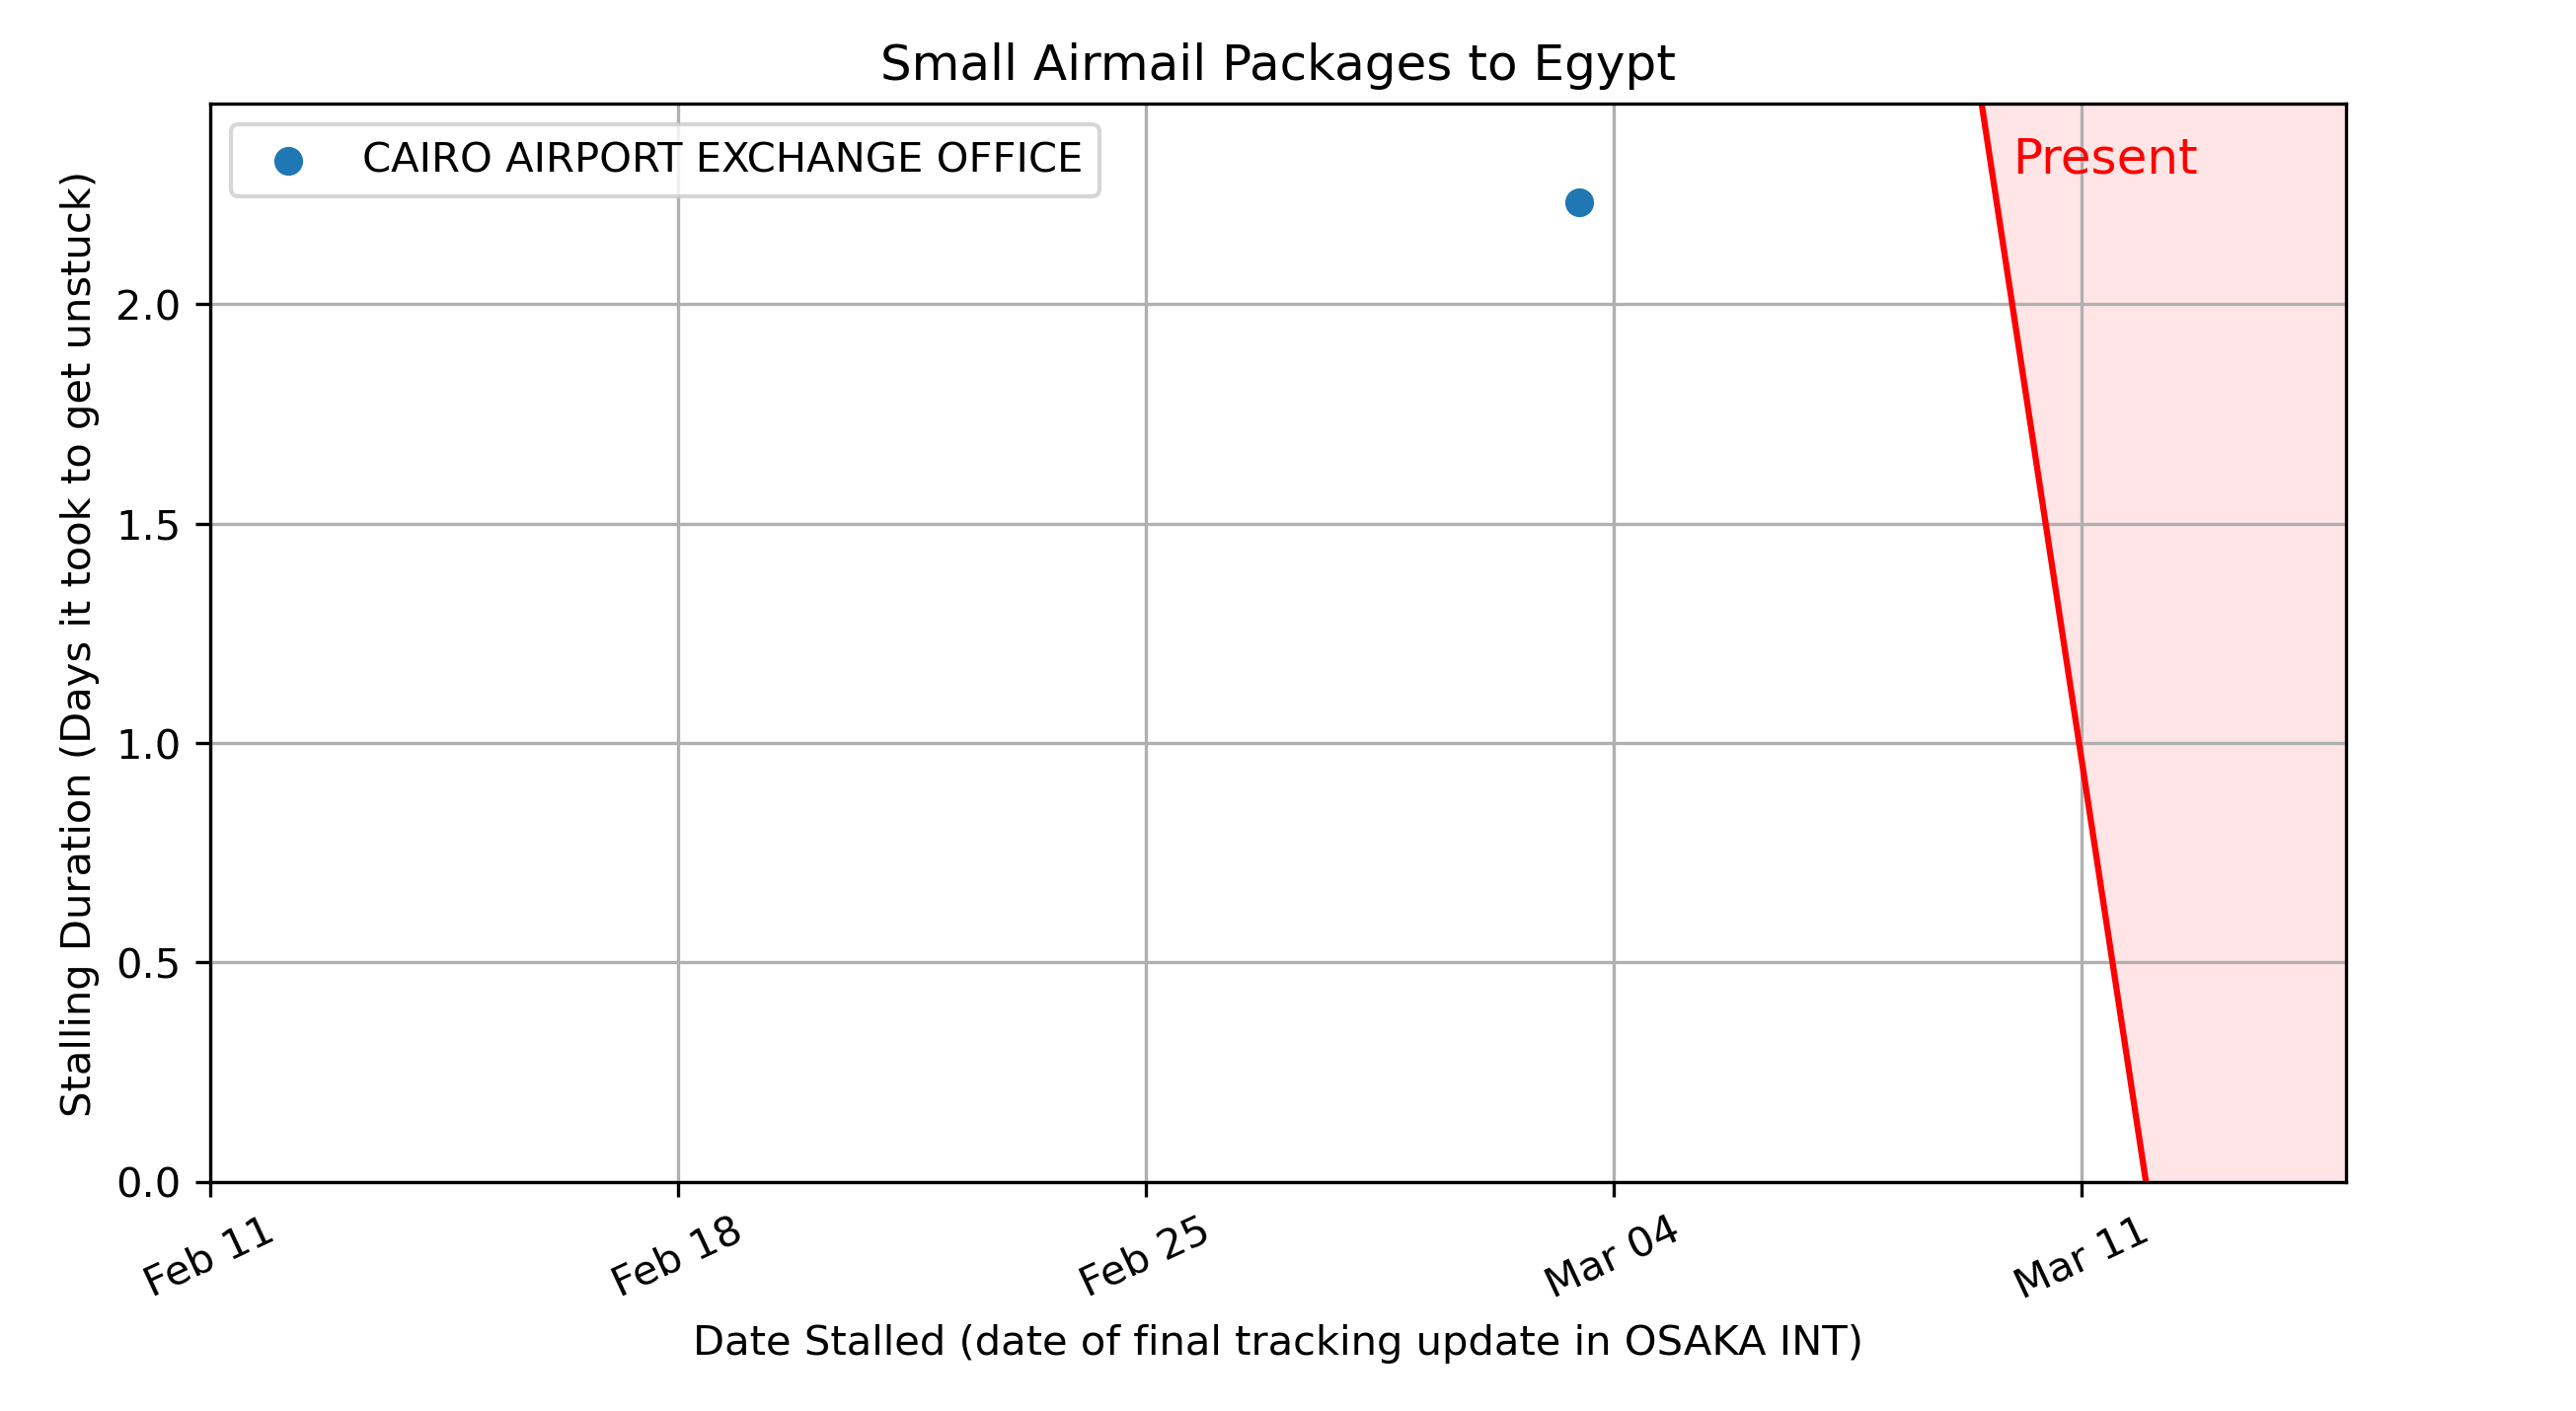 Small Airmail Packages to Egypt
CAIRO AIRPORT EXCHANGE OFFICE
Present
Stalling Duration (Days it took to get unstuck)
2.0
1.5
1.0
0.5
0.0
Feb 11
Feb 18
Feb 25
Mar 04
Mar 11
Date Stalled (date of final tracking update in OSAKA INT)